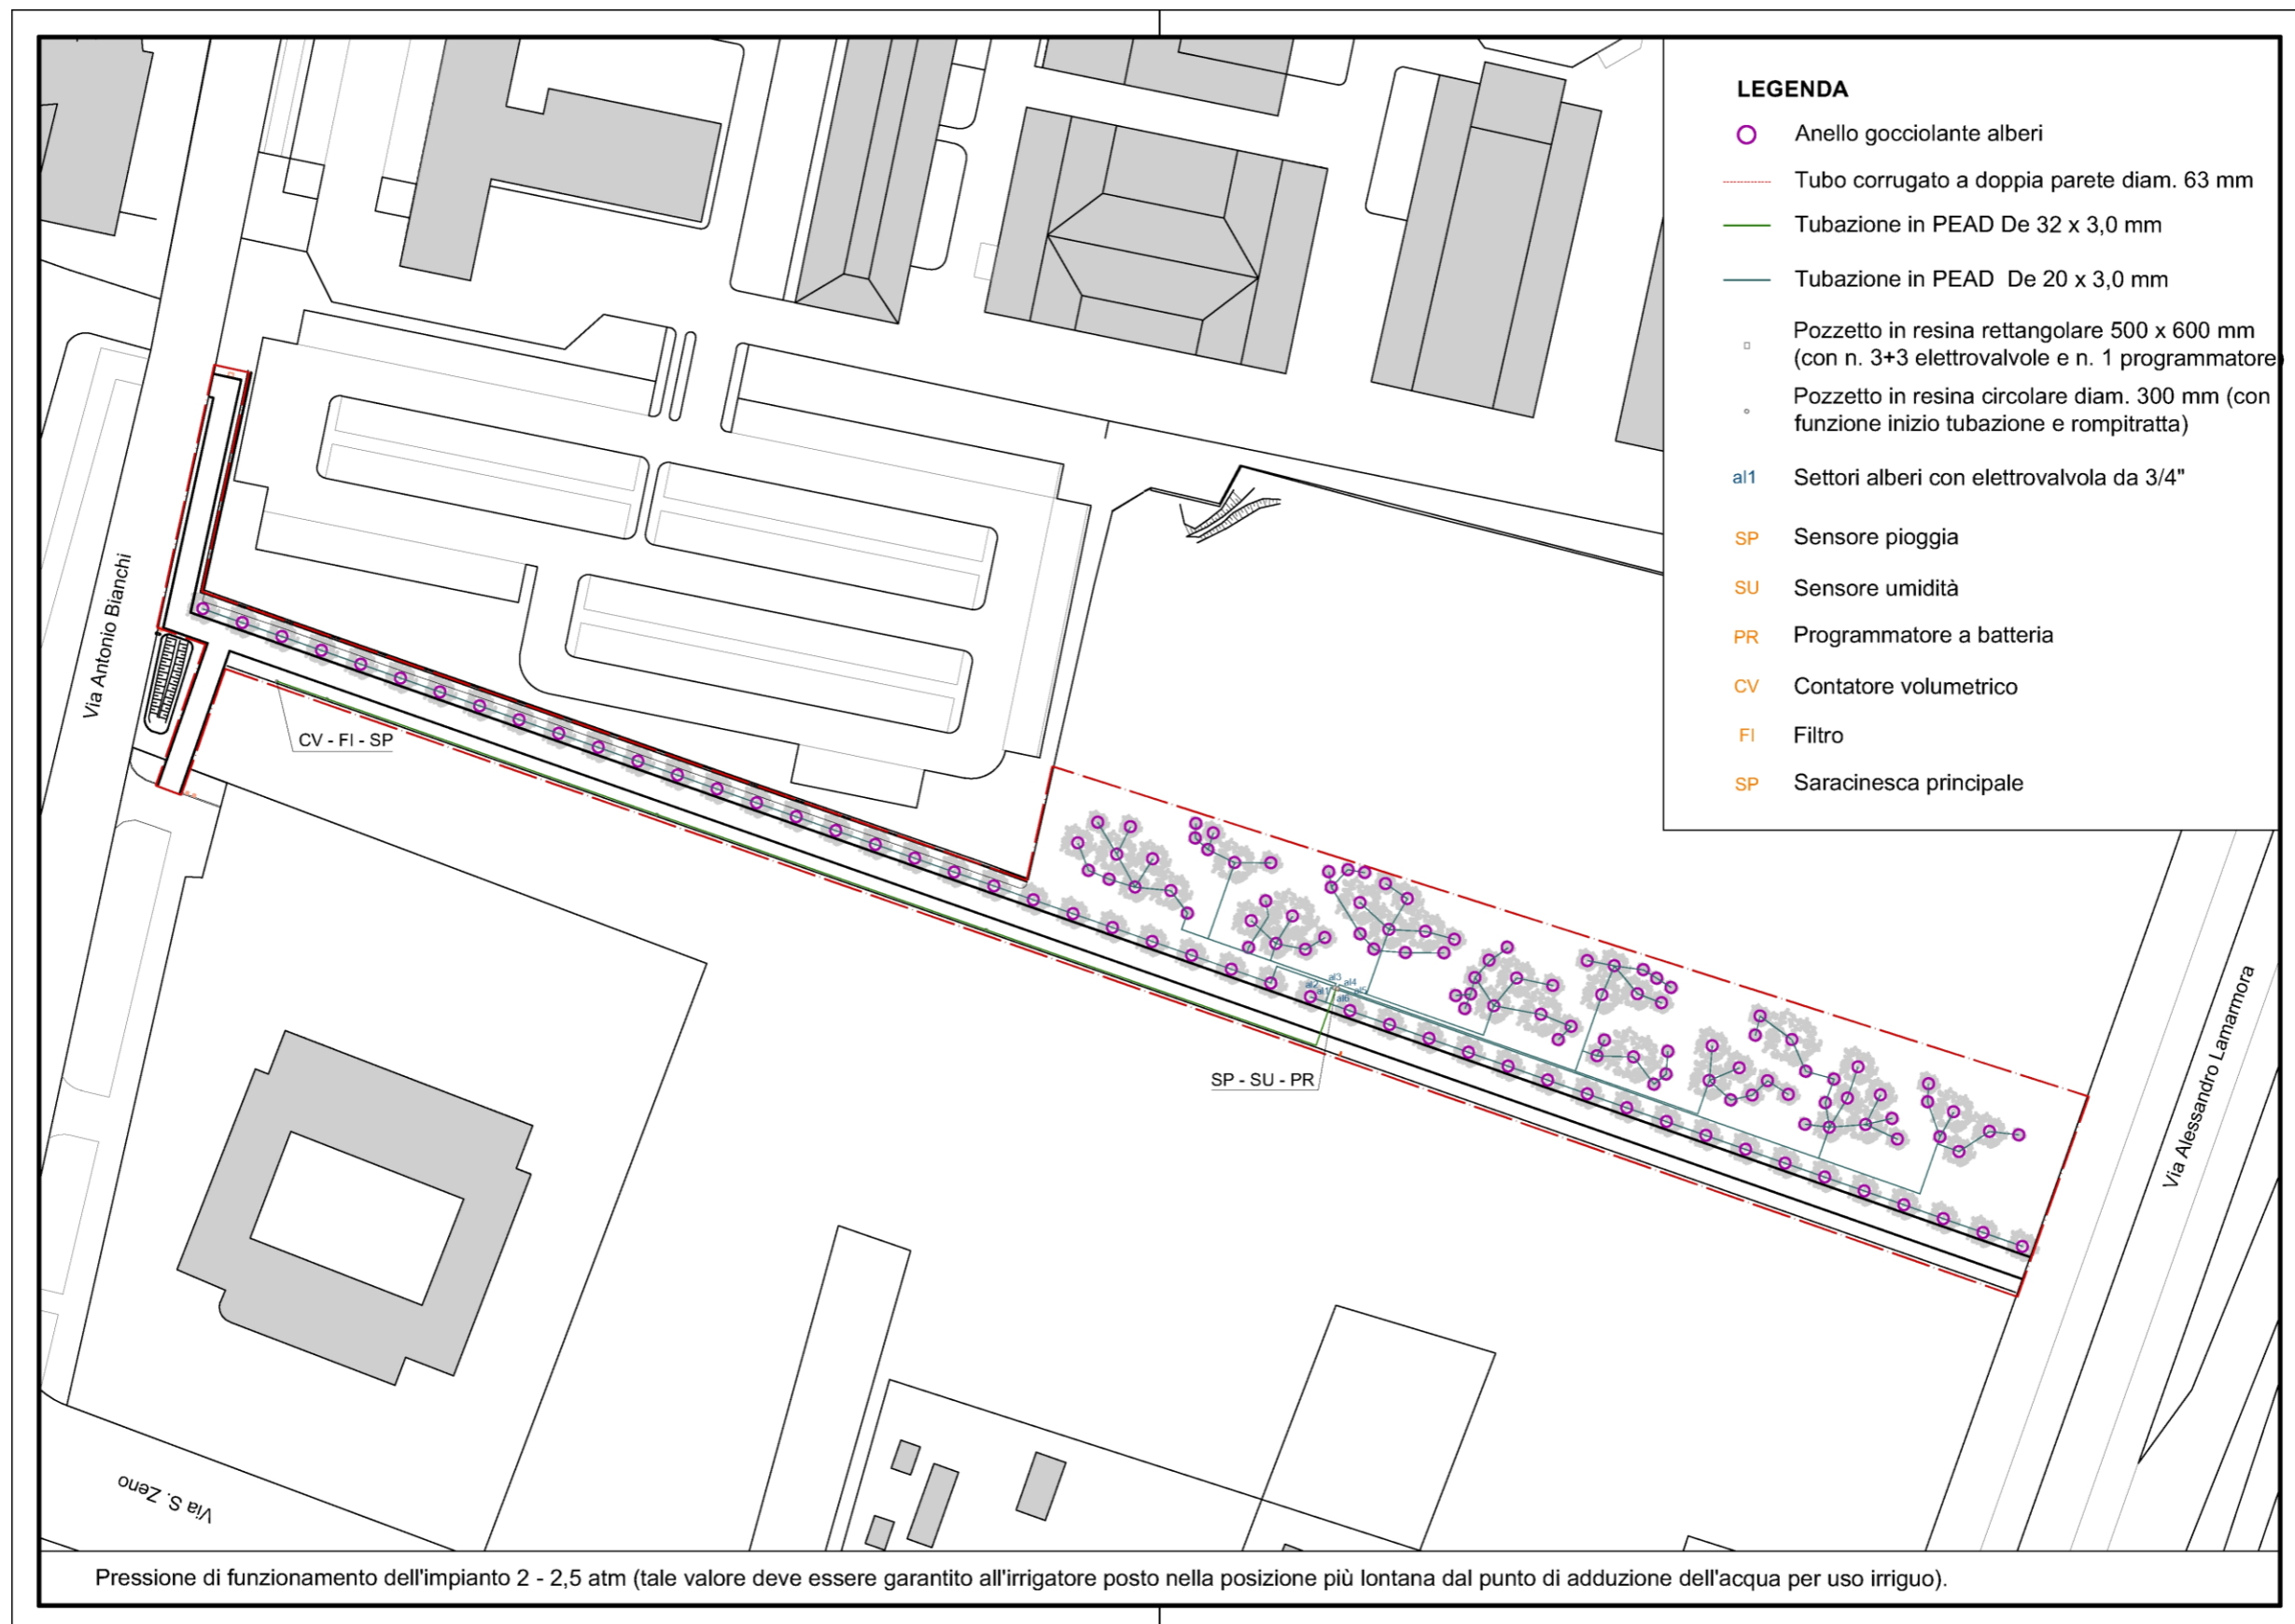 LEGENDA
Anello gocciolante alberi
Tubo corrugato a doppia parete diam. 63 mm
Tubazione in PEAD De 32 x 3,0 mm
Tubazione in PEAD De 20 x 3,0 mm
Pozzetto in resina rettangolare 500 x 600 mm
(con n. 3+3 elettrovalvole e n. 1 programmatore)
Pozzetto in resina circolare diam. 300 mm (con
funzione inizio tubazione e rompitratta)
al1 Settori alberi con elettrovalvola da 3/4"
SP Sensore pioggia
SU Sensore umidità
PR Programmatore a batteria
CV Contatore volumetrico
FI Filtro
SP Saracinesca principale
Via Antonio Bianchi
CV - FI - SP
al3
al2
al4
al1
al5
al6
SP - SU - PR
Via Alessandro Lamarmora
Via S. Zeno
Pressione di funzionamento dell'impianto 2 - 2,5 atm (tale valore deve essere garantito all'irrigatore posto nella posizione più lontana dal punto di adduzione dell'acqua per uso irriguo).